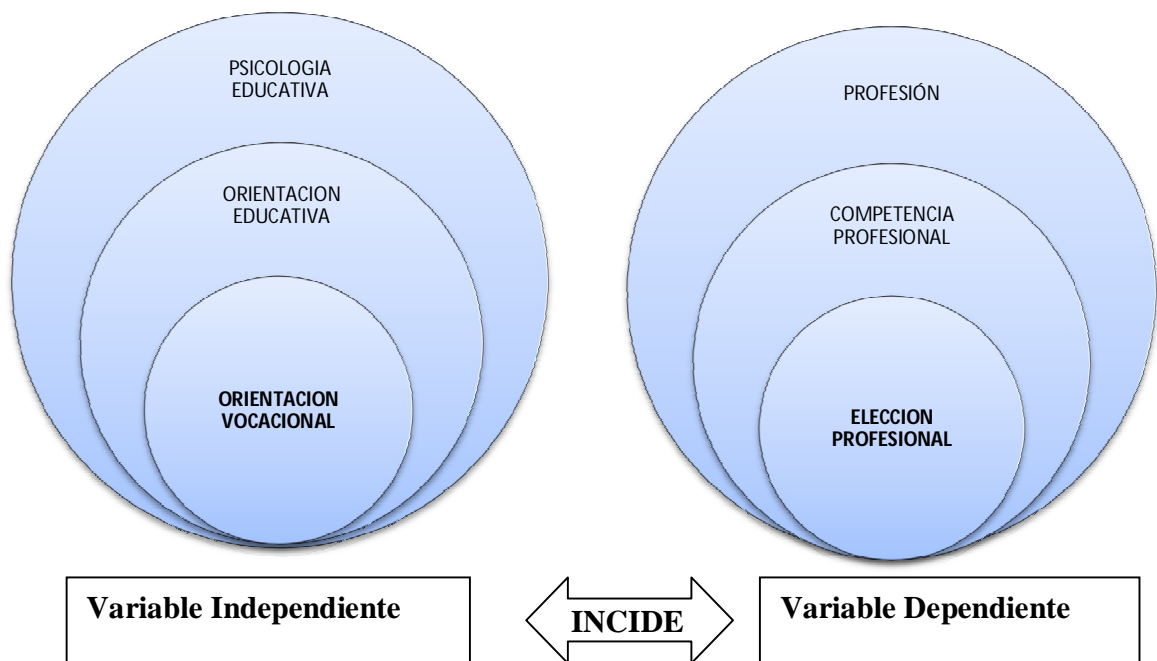 PSICOLOGIA
EDUCATIVA
ORIENTACION
EDUCATIVA
ORIENTACION
VOCACIONAL
PROFESIÓN
COMPETENCIA
PROFESIONAL
ELECCION
PROFESIONAL
Variable Independiente
INCIDE
Variable Dependiente